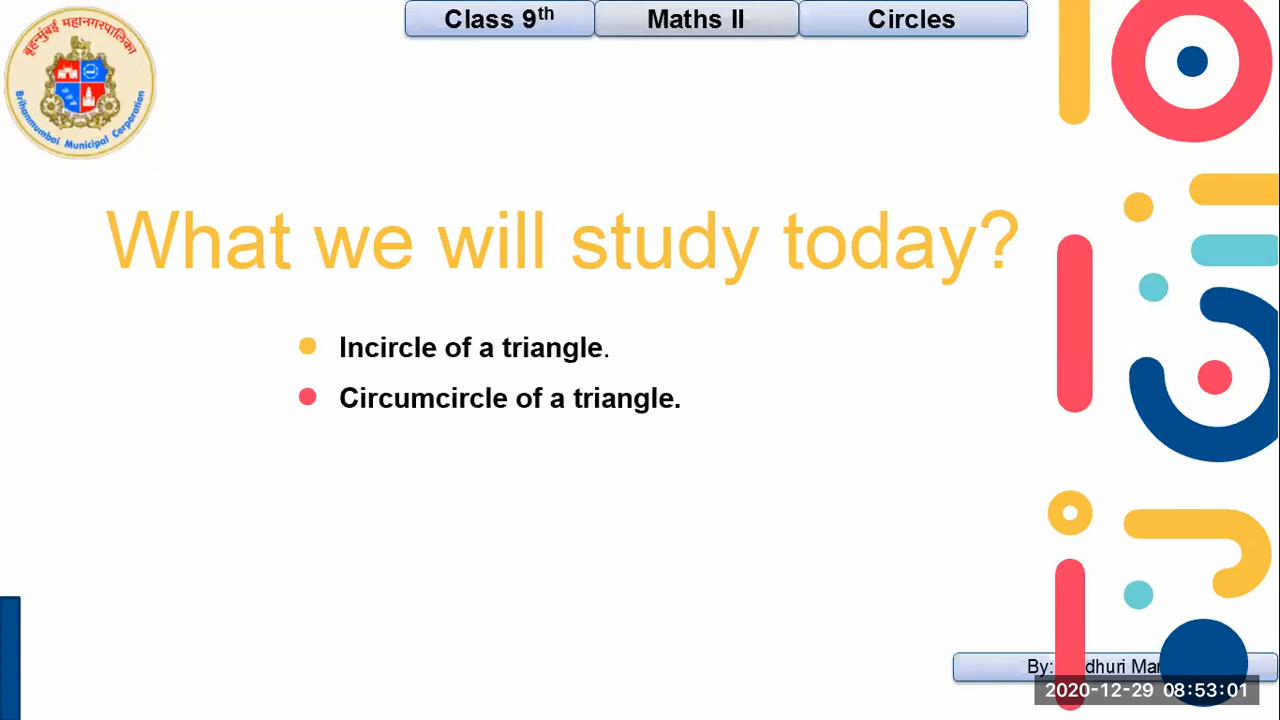 Class 9th
Maths II
Circles
बृहन्मुंबई महानगरपालिका
Brihanmumbai Municipal Corporation
What we will study today?
Incircle of a triangle.
Circumcircle of a triangle.
By:
2020-12-29 08:53:01